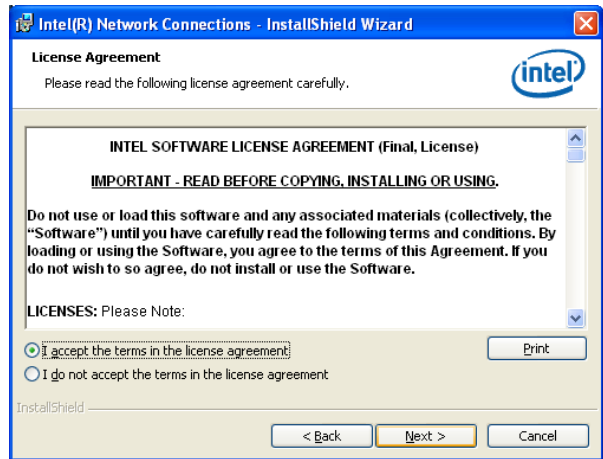 Intel(R) Network Connections - InstallShield Wizard
License Agreement
Please read the following license agreement carefully.
intel
INTEL SOFTWARE LICENSE AGREEMENT (Final, License)
IMPORTANT - READ BEFORE COPYING, INSTALLING OR USING.
Do not use or load this software and any associated materials (collectively, the
“Software”) until you have carefully read the following terms and conditions. By
loading or using the Software, you agree to the terms of this Agreement. If you
do not wish to so agree, do not install or use the Software.
LICENSES: Please Note:
I accept the terms in the license agreement
Print
I do not accept the terms in the license agreement
InstallShield
< Back
Next >
Cancel